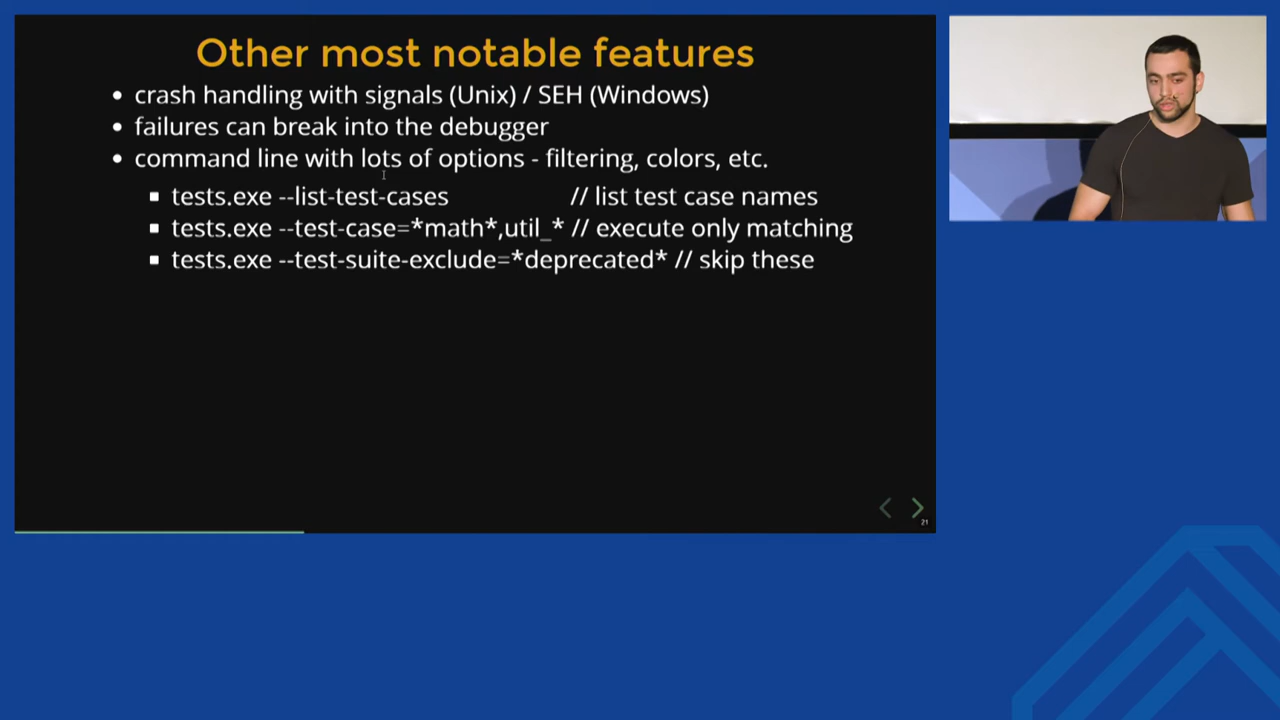 Other most notable features
• crash handling with signals (Unix) / SEH (Windows)
• failures can break into the debugger
• command line with lots of options - filtering, colors, etc.
▪ tests.exe --list-test-cases // list test case names
▪ tests.exe --test-case=*math*,util_* // execute only matching
▪ tests.exe --test-suite-exclude=*deprecated* // skip these
21